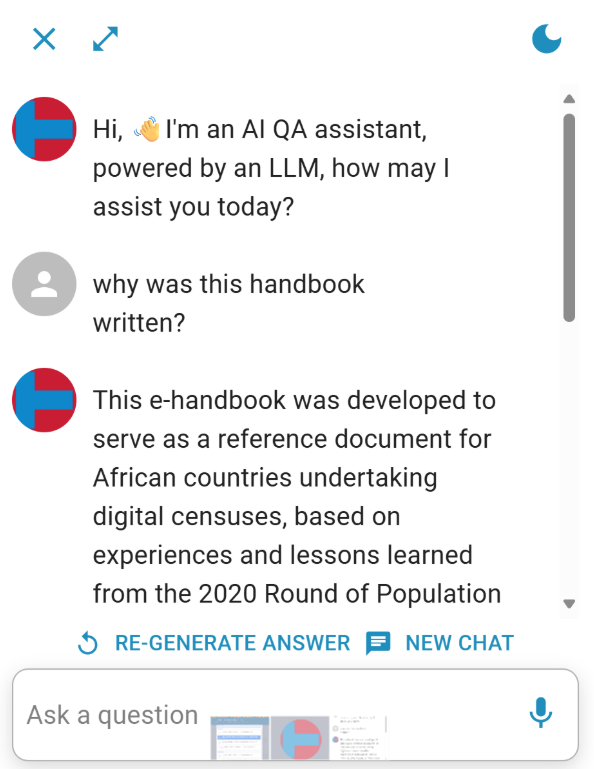 Hi, 👋 I'm an AI QA assistant,
powered by an LLM, how may I
assist you today?
why was this handbook
written?
This e-handbook was developed to
serve as a reference document for
African countries undertaking
digital censuses, based on
experiences and lessons learned
from the 2020 Round of Population
RE-GENERATE ANSWER
NEW CHAT
Ask a question